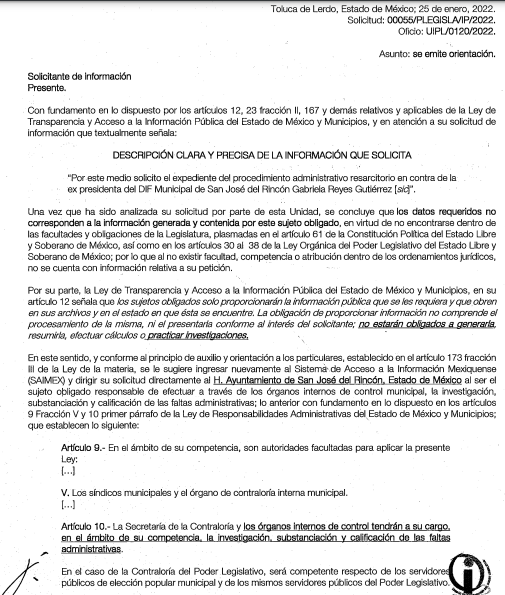 Toluca de Lerdo, Estado de México; 25 de enero, 2022.
Solicitud: 00055/PLEGISLA/IP/2022.
Oficio: UIPL/0120/2022.
Asunto: se emite orientación.
Solicitante de información
Presente.
Con fundamento en lo dispuesto por los artículos 12, 23 fracción II, 167 y demás relativos y aplicables de la Ley de
Transparencia y Acceso a la Información Pública del Estado de México y Municipios, y en atención a su solicitud de
información que textualmente señala:
DESCRIPCIÓN CLARA Y PRECISA DE LA INFORMACIÓN QUE SOLICITA
"Por este medio solicito el expediente del procedimiento administrativo resarcitorio en contra de la
ex presidenta del DIF Municipal de San José del Rincón Gabriela Reyes Gutiérrez [sic]".
Una vez que ha sido analizada su solicitud por parte de esta Unidad, se concluye que los datos requeridos no
corresponden a la información generada y contenida por este sujeto obligado, en virtud de no encontrarse dentro de
las facultades y obligaciones de la Legislatura, plasmadas en el artículo 61 de la Constitución Política del Estado Libre
y Soberano de México, así como en los artículos 30 al 38 de la Ley Orgánica del Poder Legislativo del Estado Libre y
Soberano de México; por lo que al no existir facultad, competencia o atribución dentro de los ordenamientos jurídicos,
no se cuenta con información relativa a su petición.
Por su parte, la Ley de Transparencia y Acceso a la Información Pública del Estado de México y Municipios, en su
artículo 12 señala que los sujetos obligados solo proporcionarán la información pública que se les requiera y que obren
en sus archivos y en el estado en que ésta se encuentre. La obligación de proporcionar información no comprende el
procesamiento de la misma, ni el presentarla conforme al interés del solicitante; no estarán obligados a generarla,
resumirla, efectuar cálculos o practicar investigaciones.
En este sentido, y conforme al principio de auxilio y orientación a los particulares, establecido en el artículo 173 fracción
III de la Ley de la materia, se le sugiere ingresar nuevamente al Sistema de Acceso a la Información Mexiquense
(SAIMEX) y dirigir su solicitud directamente al H. Ayuntamiento de San José del Rincón, Estado de México al ser el
sujeto obligado responsable de efectuar a través de los órganos internos de control municipal, la investigación,
substanciación y calificación de las faltas administrativas; lo anterior con fundamento en lo dispuesto en los artículos
9 Fracción V y 10 primer párrafo de la Ley de Responsabilidades Administrativas del Estado de México y Municipios;
que establecen lo siguiente:
Artículo 9.- En el ámbito de su competencia, son autoridades facultadas para aplicar la presente
Ley:
[...]
V. Los síndicos municipales y el órgano de contraloría interna municipal.
[...]
Artículo 10.- La Secretaría de la Contraloría y los órganos internos de control tendrán a su cargo,
en el ámbito de su competencia, la investigación, substanciación y calificación de las faltas
administrativas.
En el caso de la Contraloría del Poder Legislativo, será competente respecto de los servidores
públicos de elección popular municipal y de los mismos servidores públicos del Poder Legislativo.